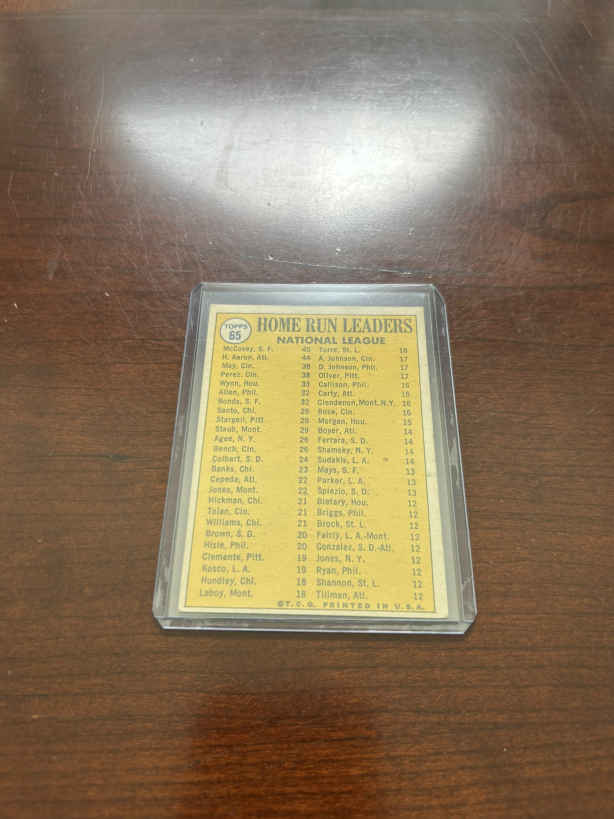 TOPPS
65
HOME RUN LEADERS
NATIONAL LEAGUE
McCovey, S. F. 45
H. Aaron, Atl. 44
May, Cin. 38
Perez, Cin. 38
Wynn, Hou. 33
Allen, Phil. 32
Bonds, S. F. 32
Santo, Chi. 29
Stargell, Pitt. 29
Staub, Mont. 29
Agee, N. Y. 26
Bench, Cin. 26
Colbert, S. D. 24
Banks, Chi. 23
Cepeda, Atl. 22
Jones, Mont. 22
Hickman, Chi. 21
Tolan, Cin. 21
Williams, Chi. 21
Brown, S. D. 20
Hisle, Phil. 20
Clemente, Pitt. 19
Kosco, L. A. 19
Hundley, Chi. 18
Laboy, Mont. 18
Torre, St. L. 18
A. Johnson, Cin. 17
D. Johnson, Phil. 17
Oliver, Pitt. 17
Callison, Phil. 16
Carty, Atl. 16
Clendenon, Mont.N.Y. 16
Rose, Cin. 16
Morgan, Hou. 15
Boyer, Atl. 14
Ferrara, S. D. 14
Shamsky, N. Y. 14
Sudakis, L. A. 14
Mays, S. F. 13
Parker, L. A. 13
Spiezio, S. D. 13
Blefary, Hou. 12
Briggs, Phil. 12
Brock, St. L. 12
Fairly, L. A.-Mont. 12
Gonzalez, S. D.-Atl. 12
Jones, N. Y. 12
Ryan, Phil. 12
Shannon, St. L. 12
Tillman, Atl. 12
©T. C. G. PRINTED IN U. S. A.